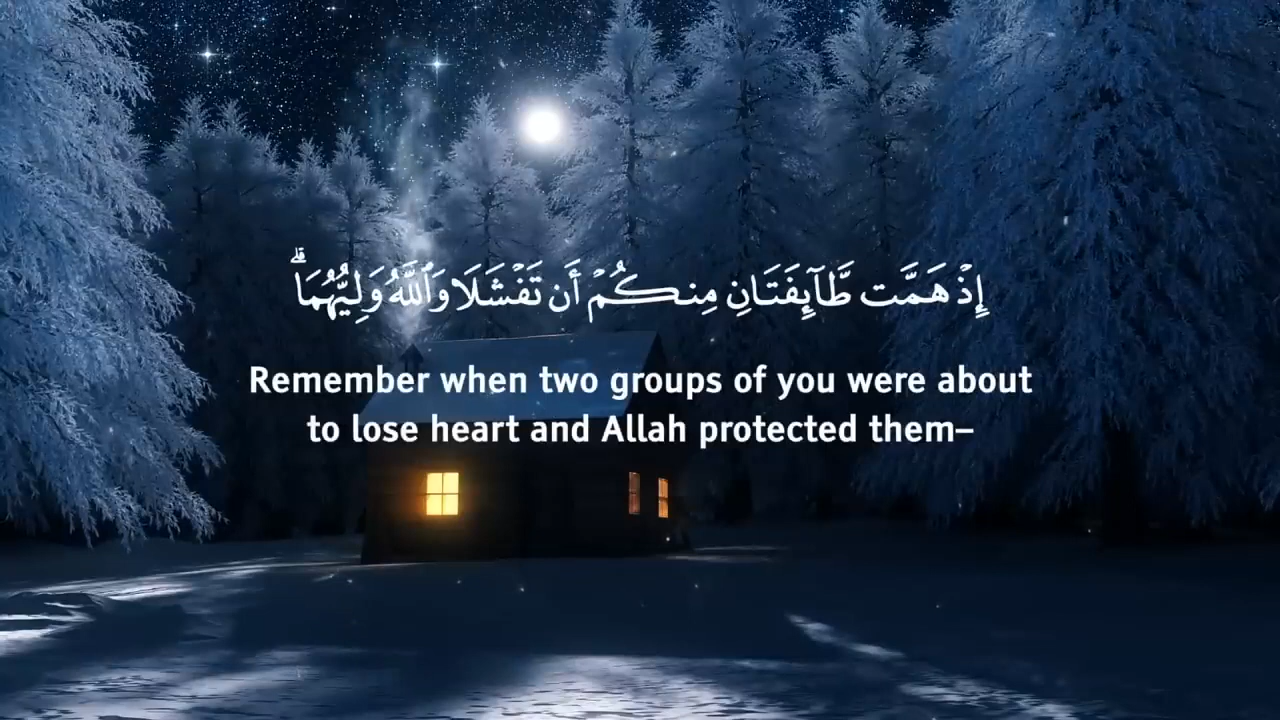 إِذْ هَمَّت طَّآئِفَتَانِ مِنكُمْ أَن تَفْشَلَا وَٱللَّهُ وَلِيُّهُمَا ۗ
Remember when two groups of you were about
to lose heart and Allah protected them–